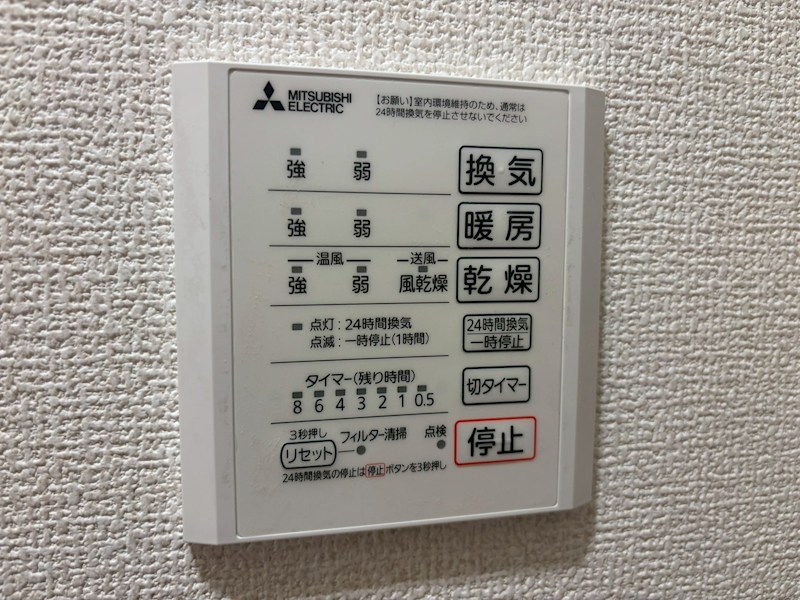 MITSUBISHI
ELECTRIC
【お願い】室内環境維持のため、通常は
24時間換気を停止させないでください
強 弱 換気
強 弱 暖房
温風 送風
強 弱 風乾燥 乾燥
点灯:24時間換気
点滅:一時停止(1時間)
24時間換気
一時停止
タイマー(残り時間)
8 6 4 3 2 1 0.5
切タイマー
3秒押し
リセット フィルター清掃 点検
停止
24時間換気の停止は停止ボタンを3秒押し